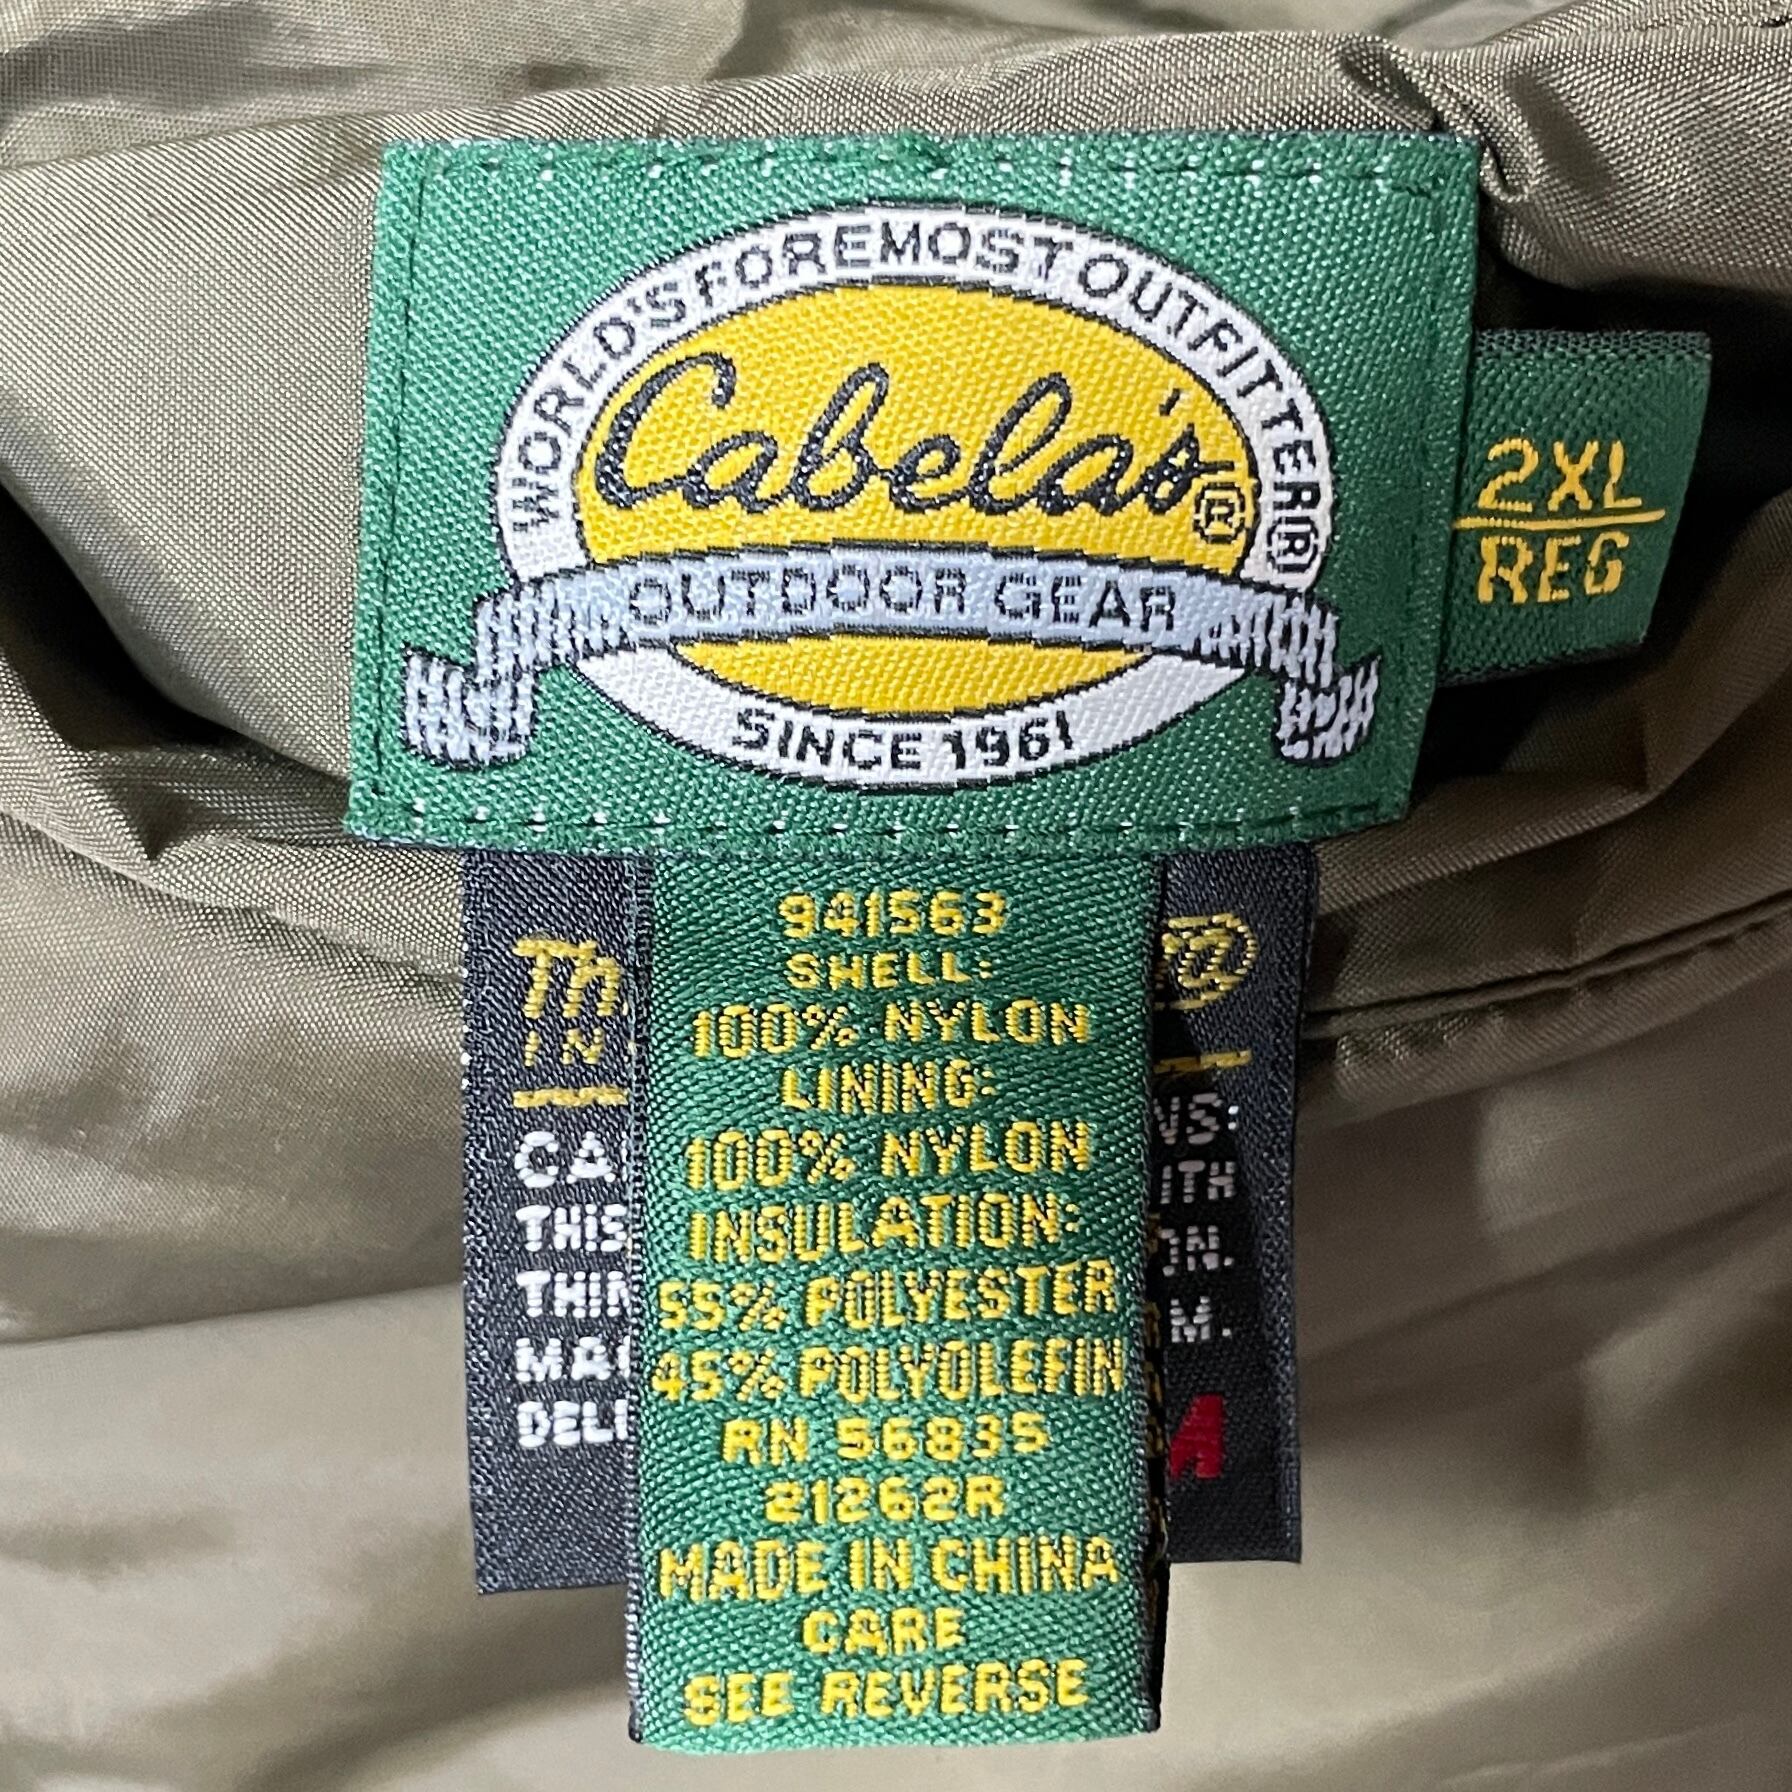 WORLD'S FOREMOST OUTFITTER®
Cabela's®
OUTDOOR GEAR
SINCE 1961
2XL
REG
941563
SHELL:
100% NYLON
LINING:
100% NYLON
INSULATION:
55% POLYESTER
45% POLYOLEFIN
RN 56835
21262R
MADE IN CHINA
CARE
SEE REVERSE
THIS
M.